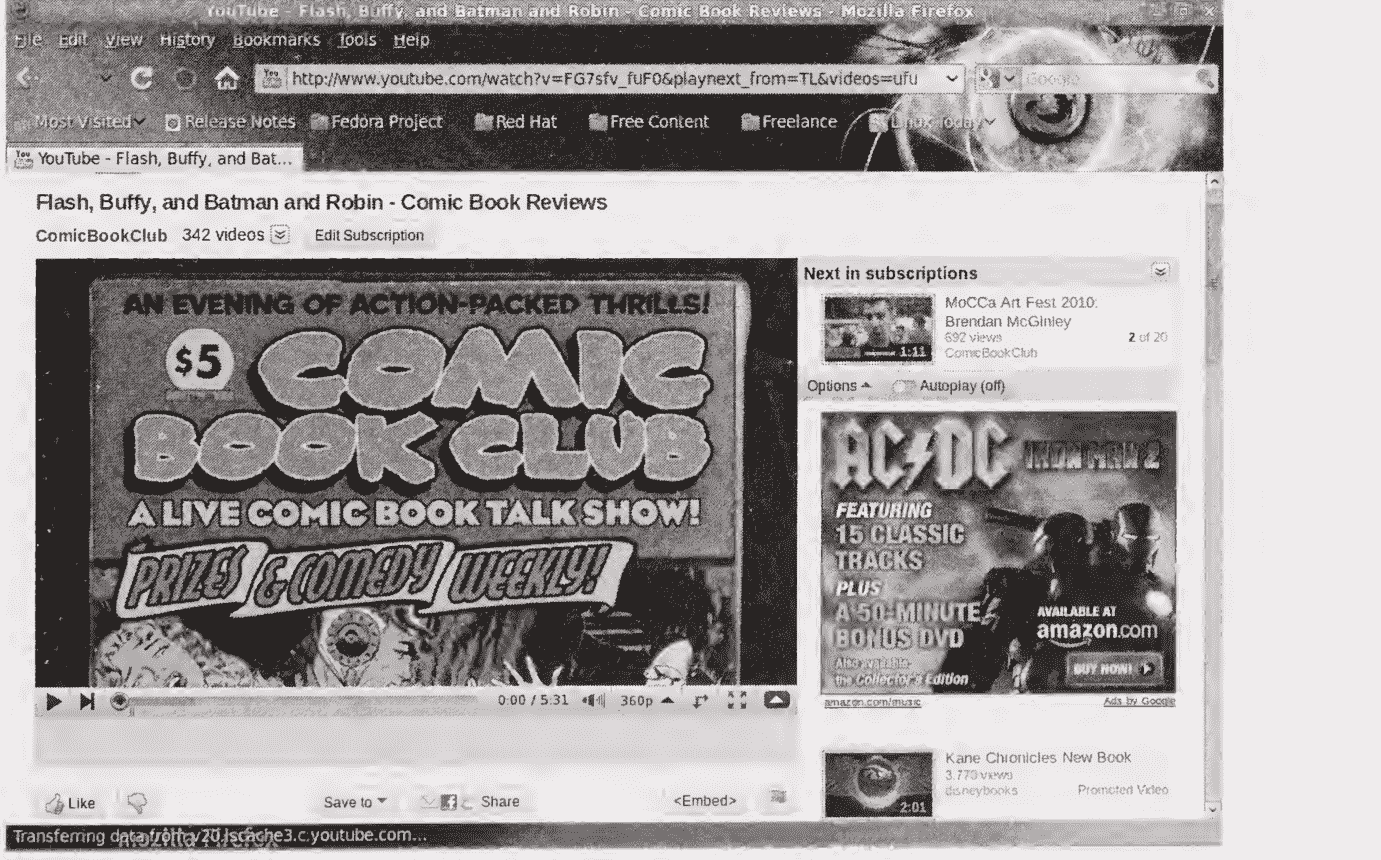 YouTube - Flash, Buffy, and Batman and Robin - Comic Book Reviews - Mozilla Firefox
File Edit View History Bookmarks Tools Help
http://www.youtube.com/watch?v=FG7sfv_fuF0&playnext_from=TL&videos=ufu
Google
Most Visited Release Notes Fedora Project Red Hat Free Content Freelance Linux Today
YouTube - Flash, Buffy, and Bat...
Flash, Buffy, and Batman and Robin - Comic Book Reviews
ComicBookClub 342 videos Edit Subscription
AN EVENING OF ACTION-PACKED THRILLS!
$5
COMIC
BOOK CLUB
A LIVE COMIC BOOK TALK SHOW!
PRIZES & COMEDY WEEKLY!
0:00 / 5:31 360p
Like Save to Share <Embed>
Next in subscriptions
MoCCa Art Fest 2010:
Brendan McGinley
692 views
ComicBookClub
2 of 20
1:11
Options Autoplay (off)
AC/DC IRON MAN 2
FEATURING
15 CLASSIC
TRACKS
PLUS
A 50-MINUTE
BONUS DVD
Also available:
the Collector's Edition
AVAILABLE AT
amazon.com
BUY NOW!
amazon.com/music Ads by Google
Kane Chronicles New Book
3,779 views
disneybooks Promoted Video
2:01
Transferring data from v20.lscache3.c.youtube.com...
Mozilla Firefox